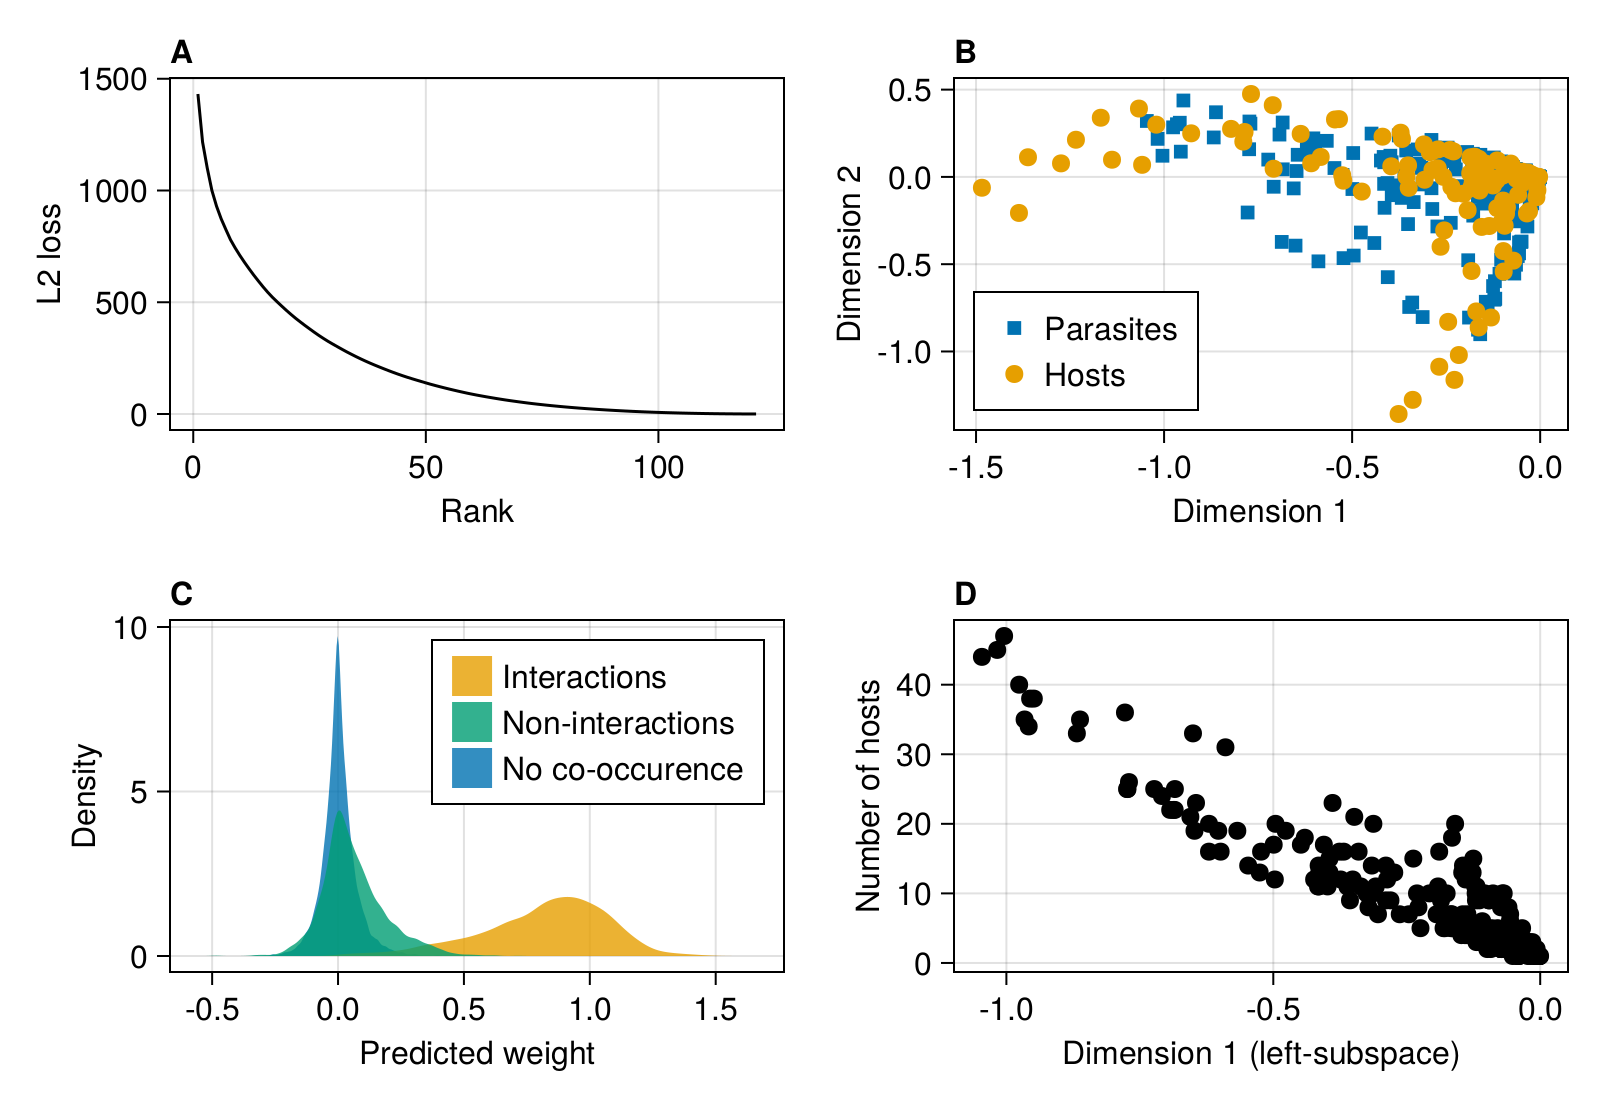 A
1500
1000
500
0
L2 loss
0 50 100
Rank
B
0.5
0.0
-0.5
-1.0
Dimension 2
Parasites
Hosts
-1.5 -1.0 -0.5 0.0
Dimension 1
C
10
5
0
Density
Interactions
Non-interactions
No co-occurence
-0.5 0.0 0.5 1.0 1.5
Predicted weight
D
40
30
20
10
0
Number of hosts
-1.0 -0.5 0.0
Dimension 1 (left-subspace)